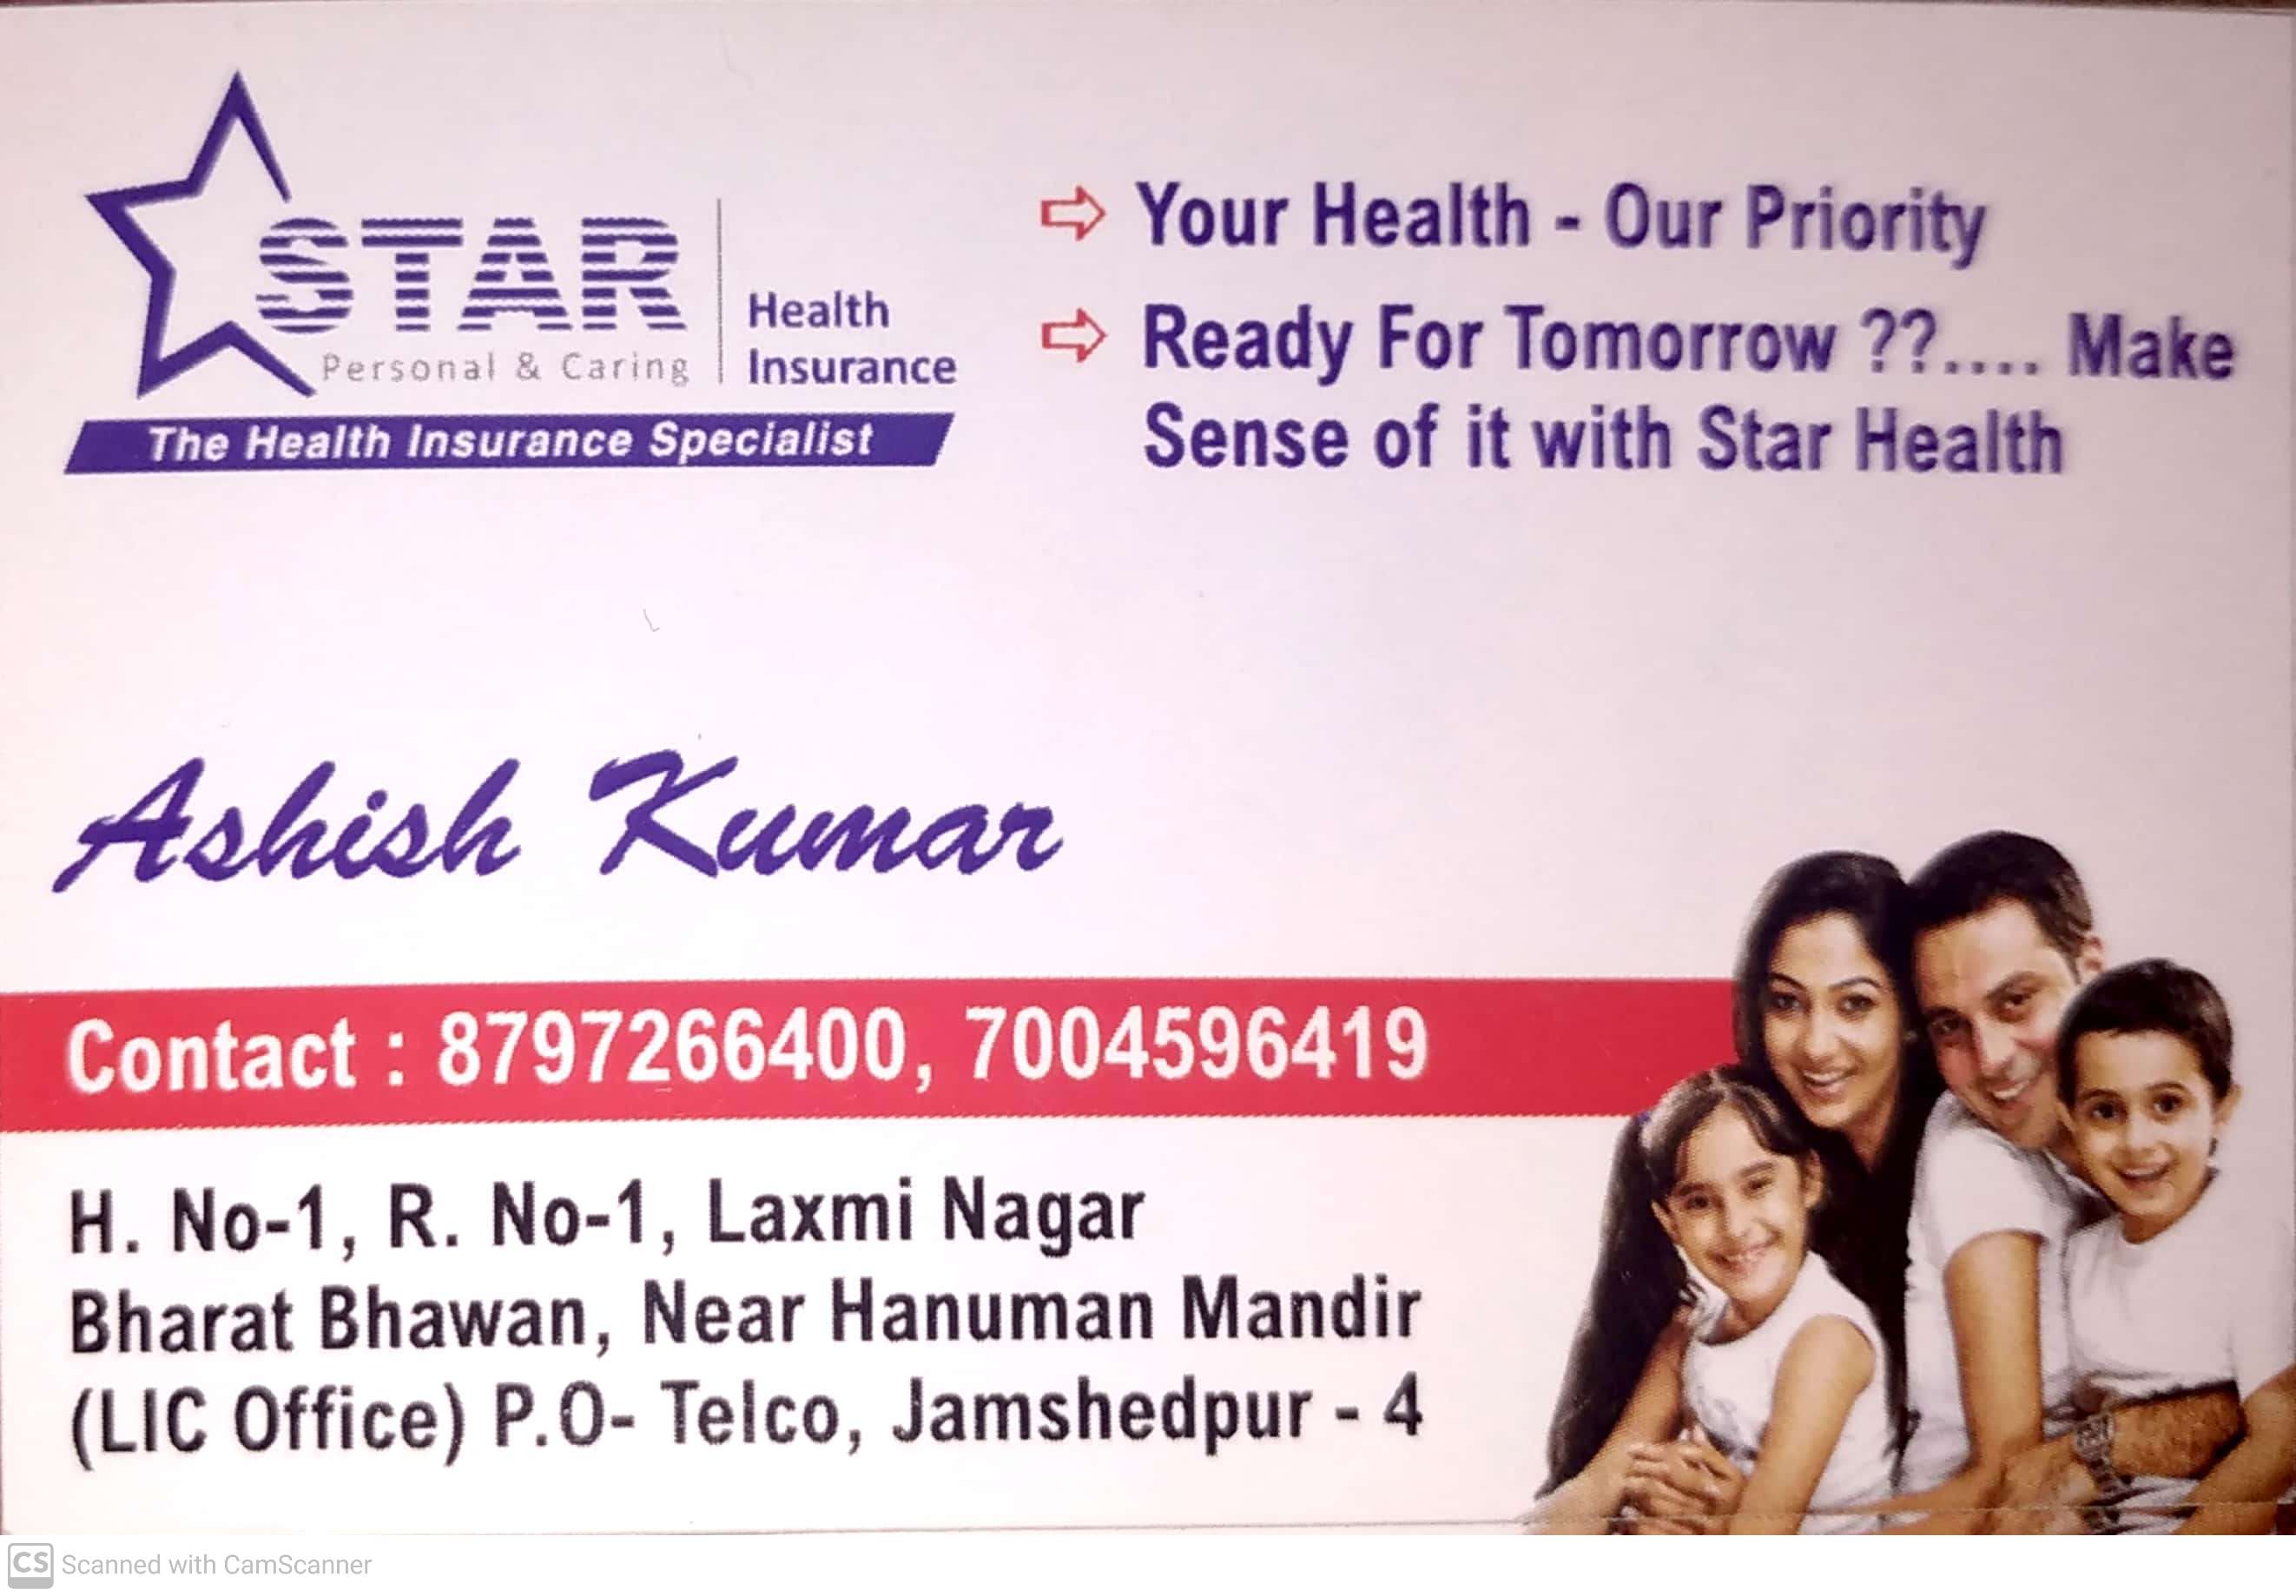 STAR
Personal & Caring
Health
Insurance
The Health Insurance Specialist
Your Health - Our Priority
Ready For Tomorrow ??.... Make
Sense of it with Star Health
Ashish Kumar
Contact : 8797266400, 7004596419
H. No-1, R. No-1, Laxmi Nagar
Bharat Bhawan, Near Hanuman Mandir
(LIC Office) P.O- Telco, Jamshedpur - 4
CS Scanned with CamScanner